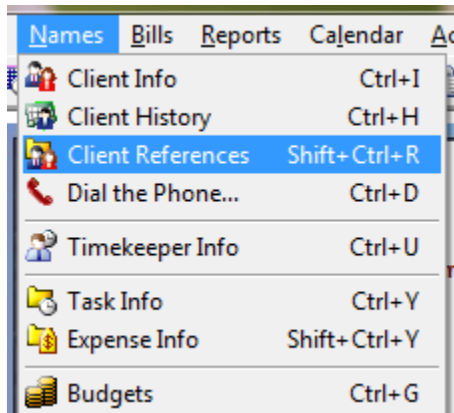 Names Bills Reports Calendar
Client Info Ctrl+I
Client History Ctrl+H
Client References Shift+Ctrl+R
Dial the Phone... Ctrl+D
Timekeeper Info Ctrl+U
Task Info Ctrl+Y
Expense Info Shift+Ctrl+Y
Budgets Ctrl+G